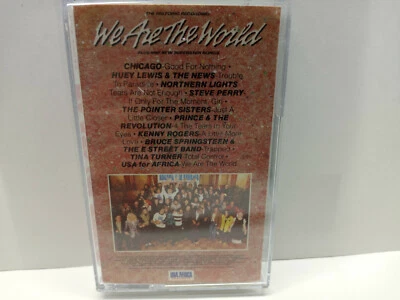 We Are The World
CHICAGO-Good For Nothing •
HUEY LEWIS & THE NEWS-Trouble
In Paradise • NORTHERN LIGHTS
Tears Are Not Enough • STEVE PERRY
If Only For The Moment, Girl •
THE POINTER SISTERS-Just A
Little Closer • PRINCE & THE
REVOLUTION-4 The Tears In Your
Eyes • KENNY ROGERS-A Little More
Love • BRUCE SPRINGSTEEN &
THE E STREET BAND-Trapped •
TINA TURNER-Total Control •
USA for AFRICA-We Are The World